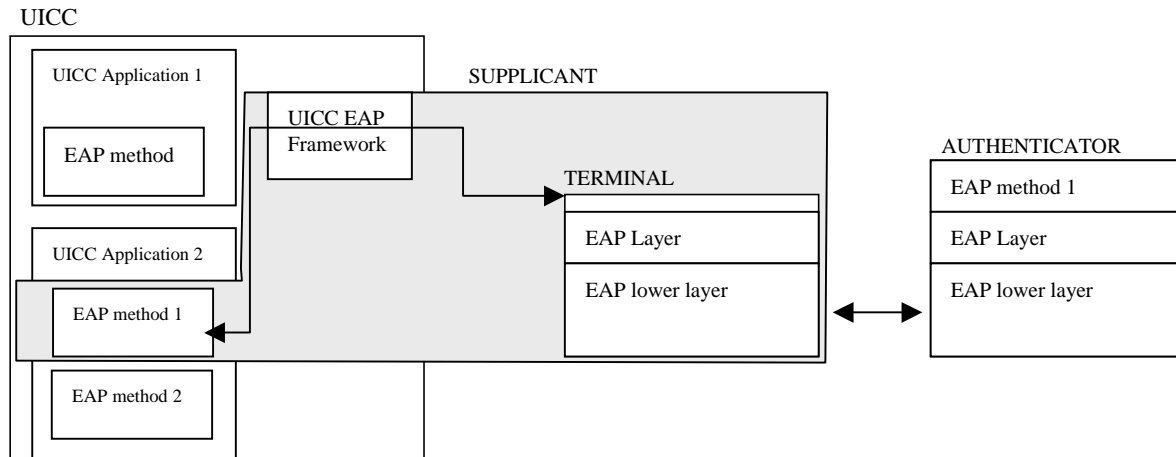 UICC
UICC Application 1
EAP method
UICC EAP
Framework
SUPPLICANT
TERMINAL
EAP Layer
EAP lower layer
UICC Application 2
EAP method 1
EAP method 2
AUTHENTICATOR
EAP method 1
EAP Layer
EAP lower layer